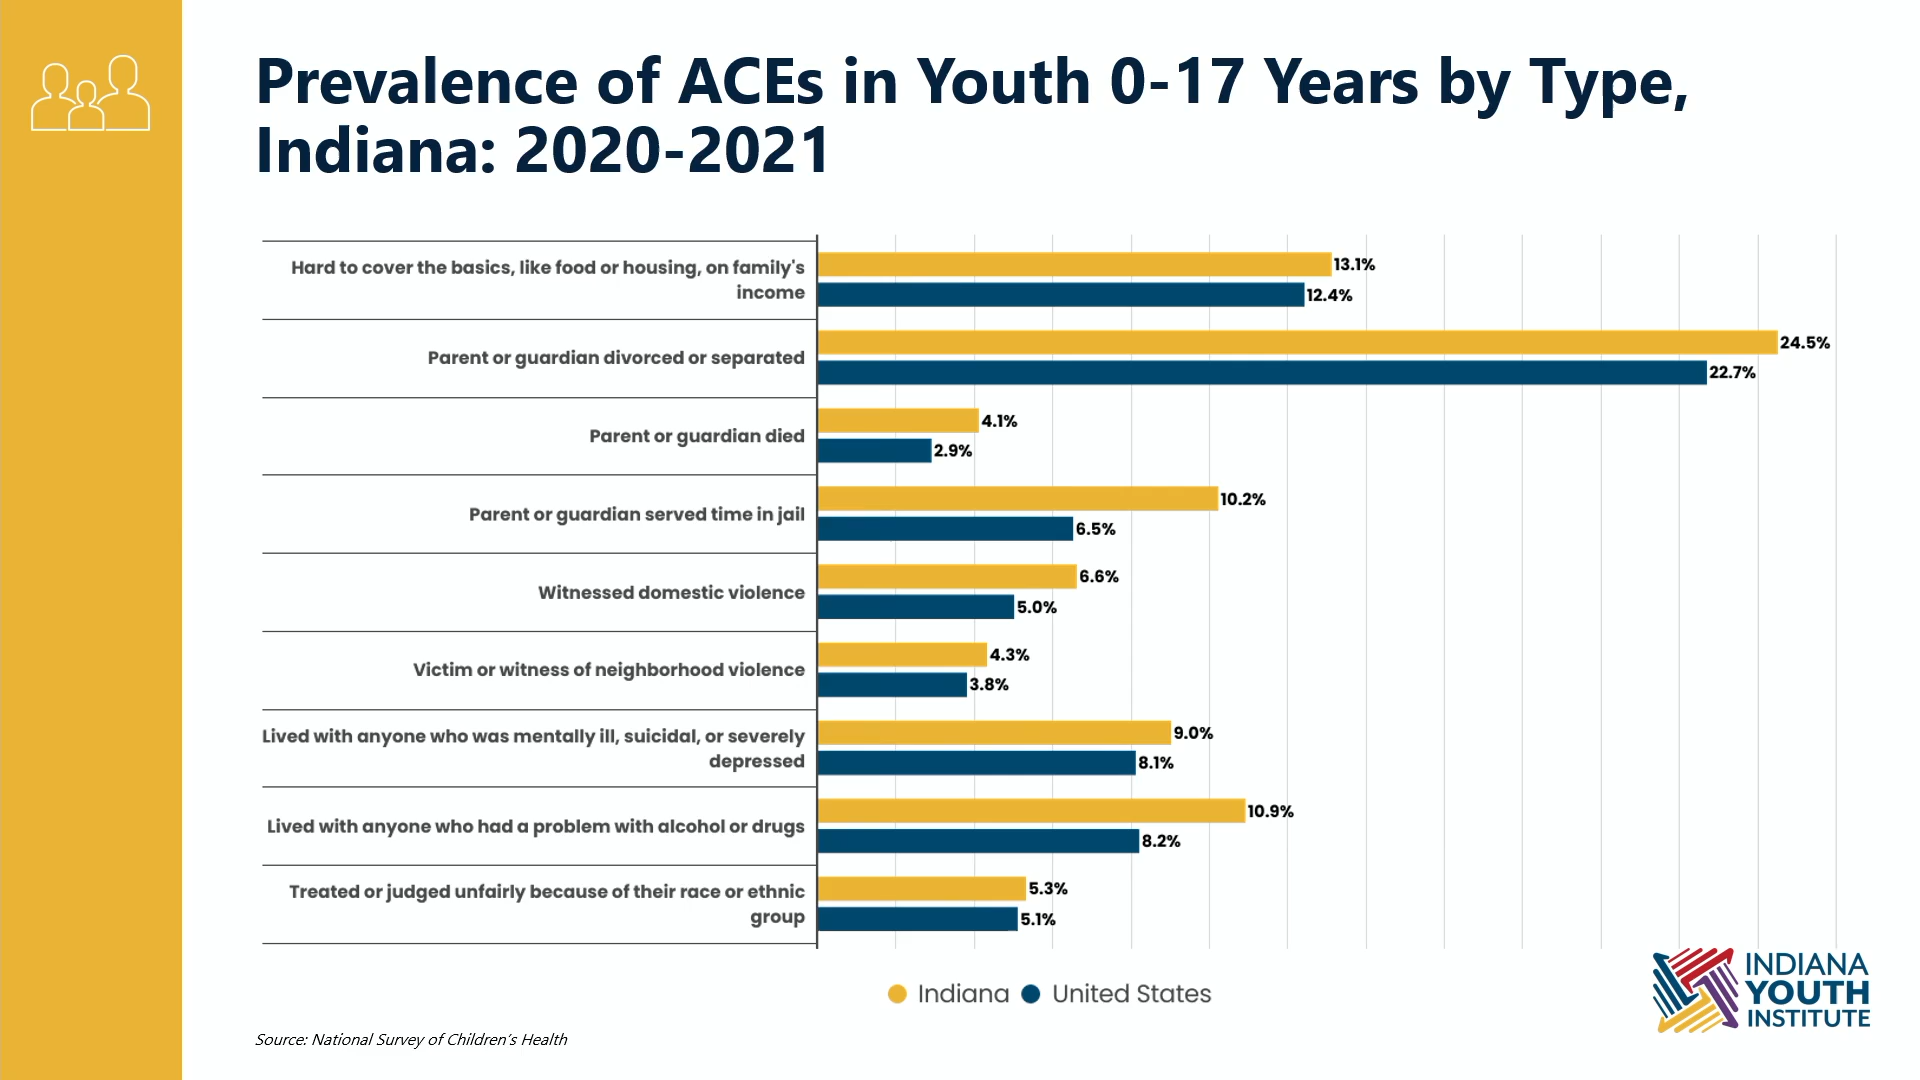 Prevalence of ACEs in Youth 0-17 Years by Type,
Indiana: 2020-2021
Hard to cover the basics, like food or housing, on family's
income
13.1%
12.4%
Parent or guardian divorced or separated
24.5%
22.7%
Parent or guardian died
4.1%
2.9%
Parent or guardian served time in jail
10.2%
6.5%
Witnessed domestic violence
6.6%
5.0%
Victim or witness of neighborhood violence
4.3%
3.8%
Lived with anyone who was mentally ill, suicidal, or severely
depressed
9.0%
8.1%
Lived with anyone who had a problem with alcohol or drugs
10.9%
8.2%
Treated or judged unfairly because of their race or ethnic
group
5.3%
5.1%
Indiana United States
INDIANA
YOUTH
INSTITUTE
Source: National Survey of Children's Health